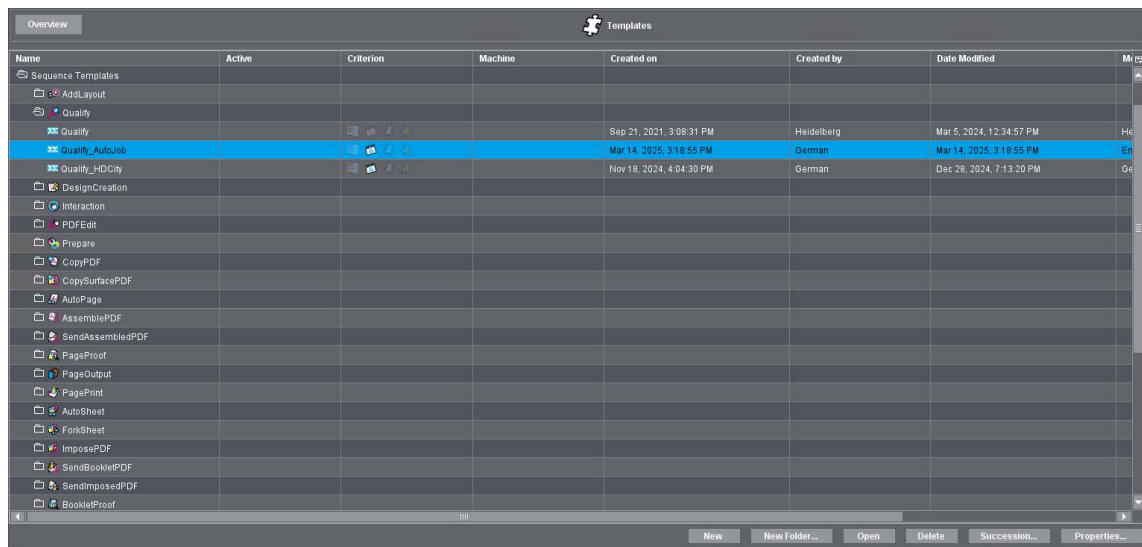 Overview
Templates
Name Active Criterion Machine Created on Created by Date Modified
Sequence Templates
AddLayout
Qualify
Qualify Sep 21, 2021, 3:08:31 PM Heidelberg Mar 5, 2024, 12:34:57 PM He
Qualify_AutoJob Mar 14, 2025, 3:18:55 PM German Mar 14, 2025, 3:18:55 PM En
Qualify_HDCity Nov 18, 2024, 4:04:30 PM German Dec 28, 2024, 7:13:20 PM Ge
DesignCreation
Interaction
PDFEdit
Prepare
CopyPDF
CopySurfacePDF
AutoPage
AssemblePDF
SendAssembledPDF
PageProof
PageOutput
PagePrint
AutoSheet
ForkSheet
ImposePDF
SendBookletPDF
SendImposedPDF
BookletProof
New New Folder... Open Delete Succession... Properties...